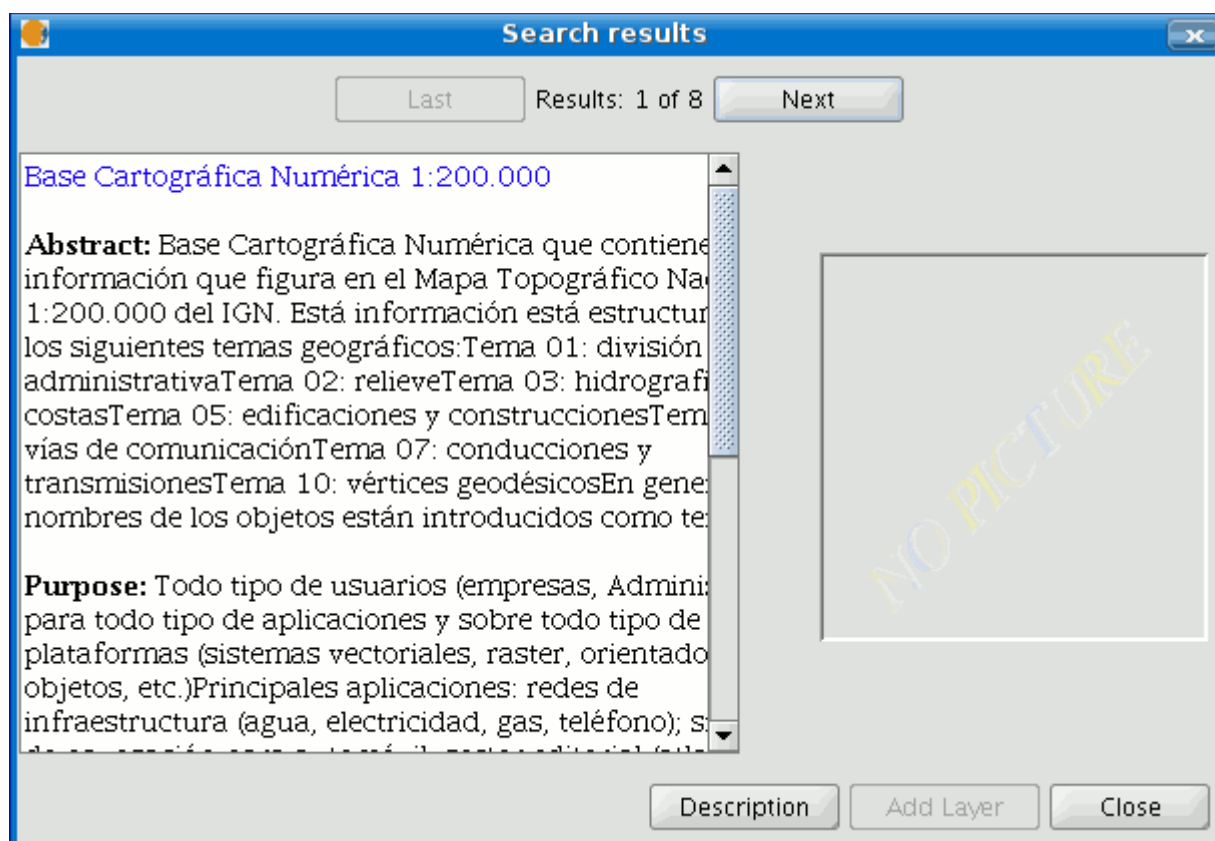 Search results
Last Results: 1 of 8 Next
Base Cartográfica Numérica 1:200.000
Abstract: Base Cartográfica Numérica que contiene
información que figura en el Mapa Topográfico Na
1:200.000 del IGN. Está información está estructur
los siguientes temas geográficos:Tema 01: división
administrativaTema 02: relieveTema 03: hidrografi
costasTema 05: edificaciones y construccionesTem
vías de comunicaciónTema 07: conducciones y
transmisionesTema 10: vértices geodésicosEn gene
nombres de los objetos están introducidos como te
Purpose: Todo tipo de usuarios (empresas, Admini
para todo tipo de aplicaciones y sobre todo tipo de
plataformas (sistemas vectoriales, raster, orientado
objetos, etc.)Principales aplicaciones: redes de
infraestructura (agua, electricidad, gas, teléfono); s
NO PICTURE
Description Add Layer Close